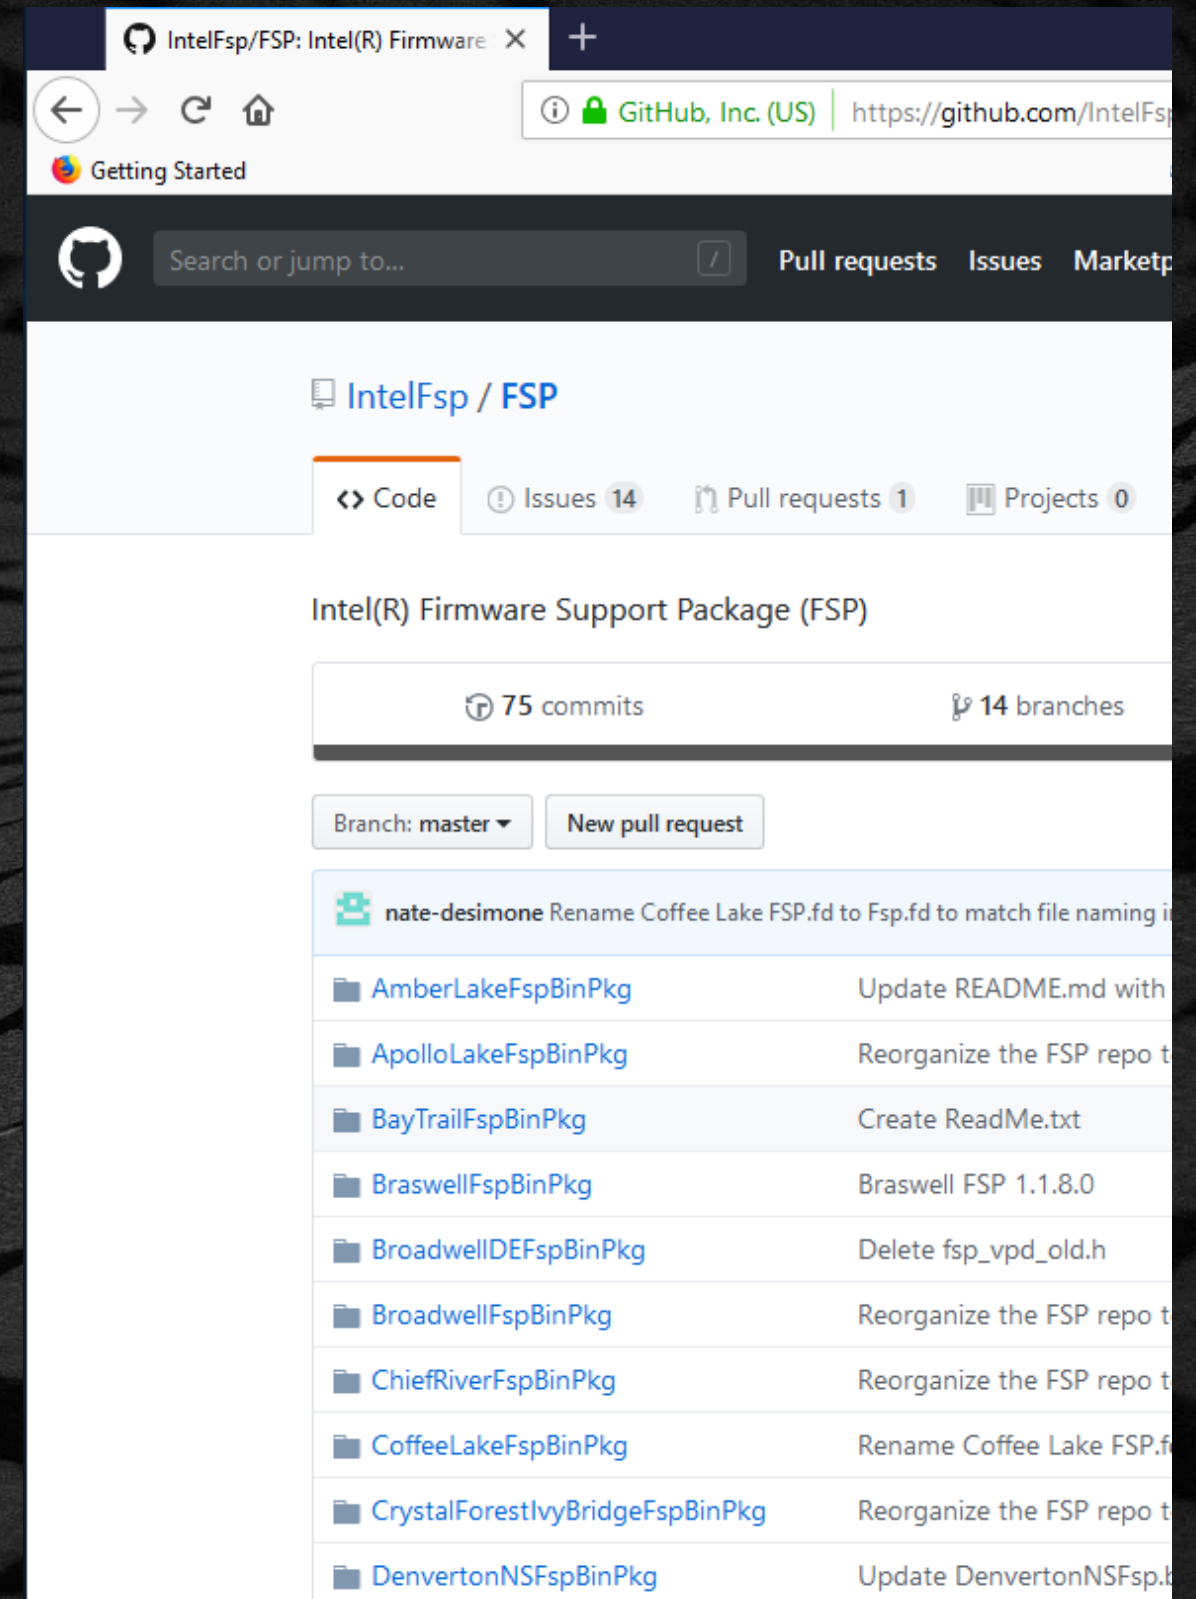 IntelFsp/FSP: Intel(R) Firmware
GitHub, Inc. (US) https://github.com/IntelFsp
Getting Started
Search or jump to... / Pull requests Issues Marketp
IntelFsp / FSP
Code Issues 14 Pull requests 1 Projects 0
Intel(R) Firmware Support Package (FSP)
75 commits 14 branches
Branch: master New pull request
nate-desimone Rename Coffee Lake FSP.fd to Fsp.fd to match file naming i
AmberLakeFspBinPkg Update README.md with
ApolloLakeFspBinPkg Reorganize the FSP repo t
BayTrailFspBinPkg Create ReadMe.txt
BraswellFspBinPkg Braswell FSP 1.1.8.0
BroadwellDEFspBinPkg Delete fsp_vpd_old.h
BroadwellFspBinPkg Reorganize the FSP repo t
ChiefRiverFspBinPkg Reorganize the FSP repo t
CoffeeLakeFspBinPkg Rename Coffee Lake FSP.f
CrystalForestIvyBridgeFspBinPkg Reorganize the FSP repo t
DenvertonNSFspBinPkg Update DenvertonNSFsp.b